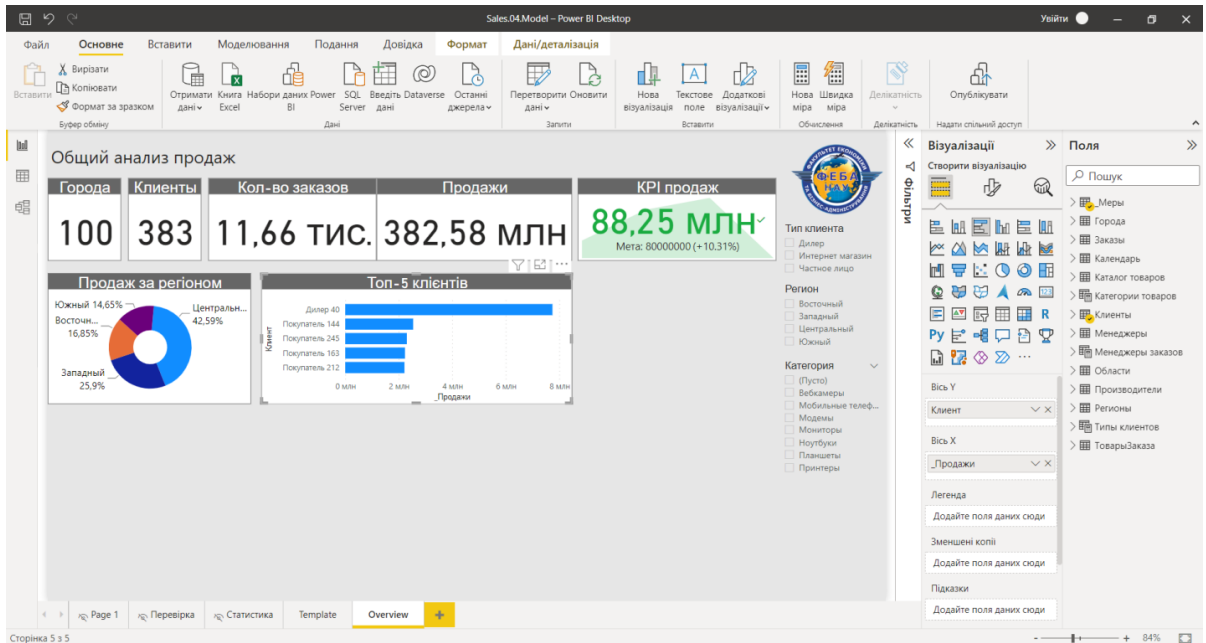 Sales.04.Model – Power BI Desktop
Увійти
Файл Основне Вставити Моделювання Подання Довідка Формат Дані/деталізація
Вставити
Вирізати
Копіювати
Формат за зразком
Буфер обміну
Отримати дані
Книга Excel
Набори даних Power BI
SQL Server
Введіть дані
Dataverse
Останні джерела
Дані
Перетворити дані
Оновити
Запити
Нова візуалізація
Текстове поле
Додаткові візуалізації
Вставити
Нова міра
Швидка міра
Обчислення
Делікатність
Делікатність
Опублікувати
Надати спільний доступ
Общий анализ продаж
Города
100
Клиенты
383
Кол-во заказов
11,66 тис.
Продажи
382,58 млн
KPI продаж
88,25 млн
Мета: 80000000 (+10.31%)
ФЕБА
НАУ
Продаж за регіоном
Южный 14,65%
Восточн...
16,85%
Западный
25,9%
Центральн...
42,59%
Топ-5 клієнтів
Клиент
Дилер 40
Покупатель 144
Покупатель 245
Покупатель 163
Покупатель 212
0 млн 2 млн 4 млн 6 млн 8 млн
_Продажи
Тип клиента
Дилер
Интернет магазин
Частное лицо
Регион
Восточный
Западный
Центральный
Южный
Категория
(Пусто)
Вебкамеры
Мобильные телеф...
Модемы
Мониторы
Ноутбуки
Планшеты
Принтеры
Фільтри
Візуалізації
Створити візуалізацію
R
Py
Вісь Y
Клиент
Вісь X
_Продажи
Легенда
Додайте поля даних сюди
Зменшені копії
Додайте поля даних сюди
Підказки
Додайте поля даних сюди
Поля
Пошук
_Меры
Города
Заказы
Календарь
Каталог товаров
Категории товаров
Клиенты
Менеджеры
Менеджеры заказов
Области
Производители
Регионы
Типы клиентов
ТоварыЗаказа
Page 1 Перевірка Статистика Template Overview
Сторінка 5 з 5
84%